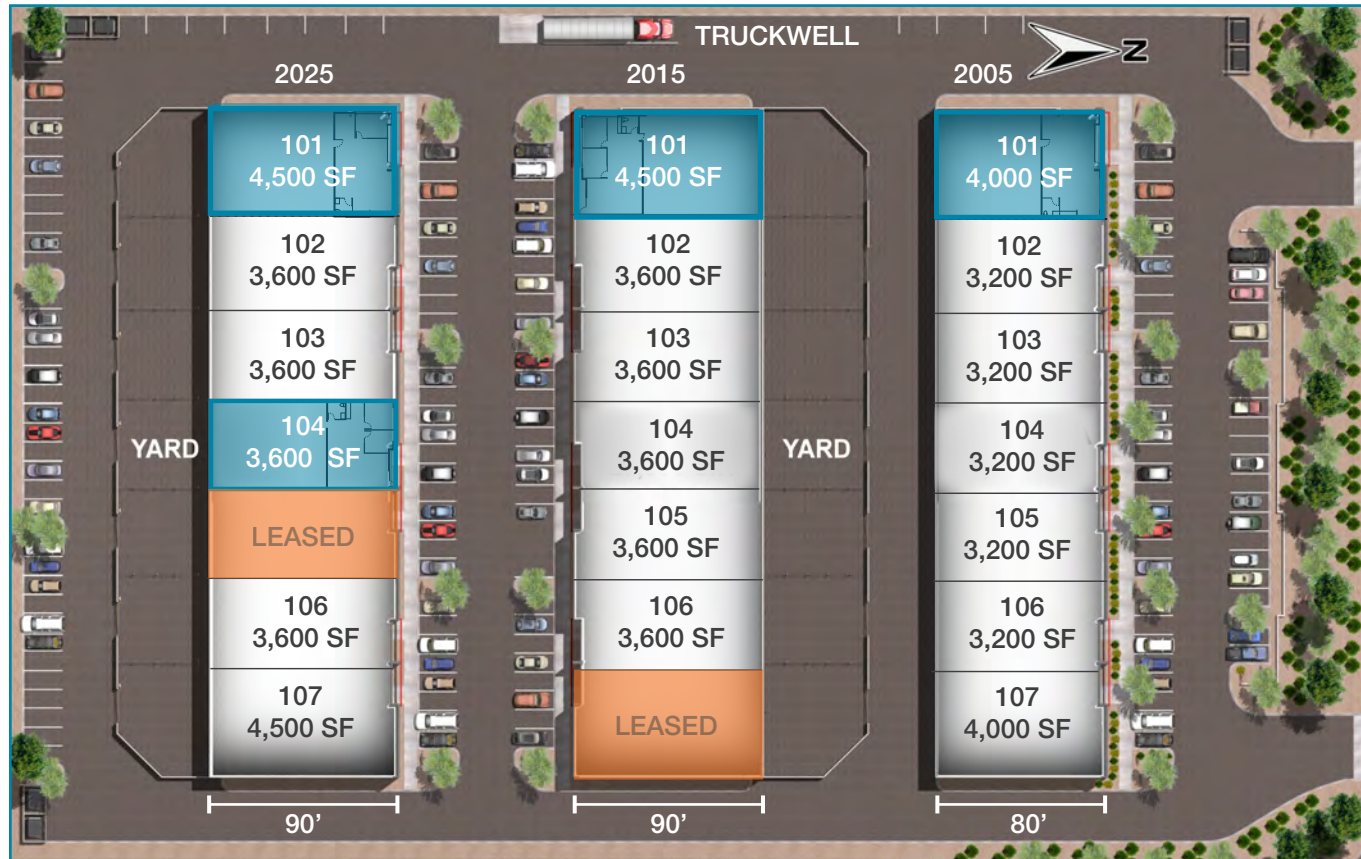 TRUCKWELL
N
2025
2015
2005
101
4,500 SF
102
3,600 SF
103
3,600 SF
104
3,600 SF
LEASED
106
3,600 SF
107
4,500 SF
YARD
90’
101
4,500 SF
102
3,600 SF
103
3,600 SF
104
3,600 SF
105
3,600 SF
106
3,600 SF
LEASED
YARD
90’
101
4,000 SF
102
3,200 SF
103
3,200 SF
104
3,200 SF
105
3,200 SF
106
3,200 SF
107
4,000 SF
80’